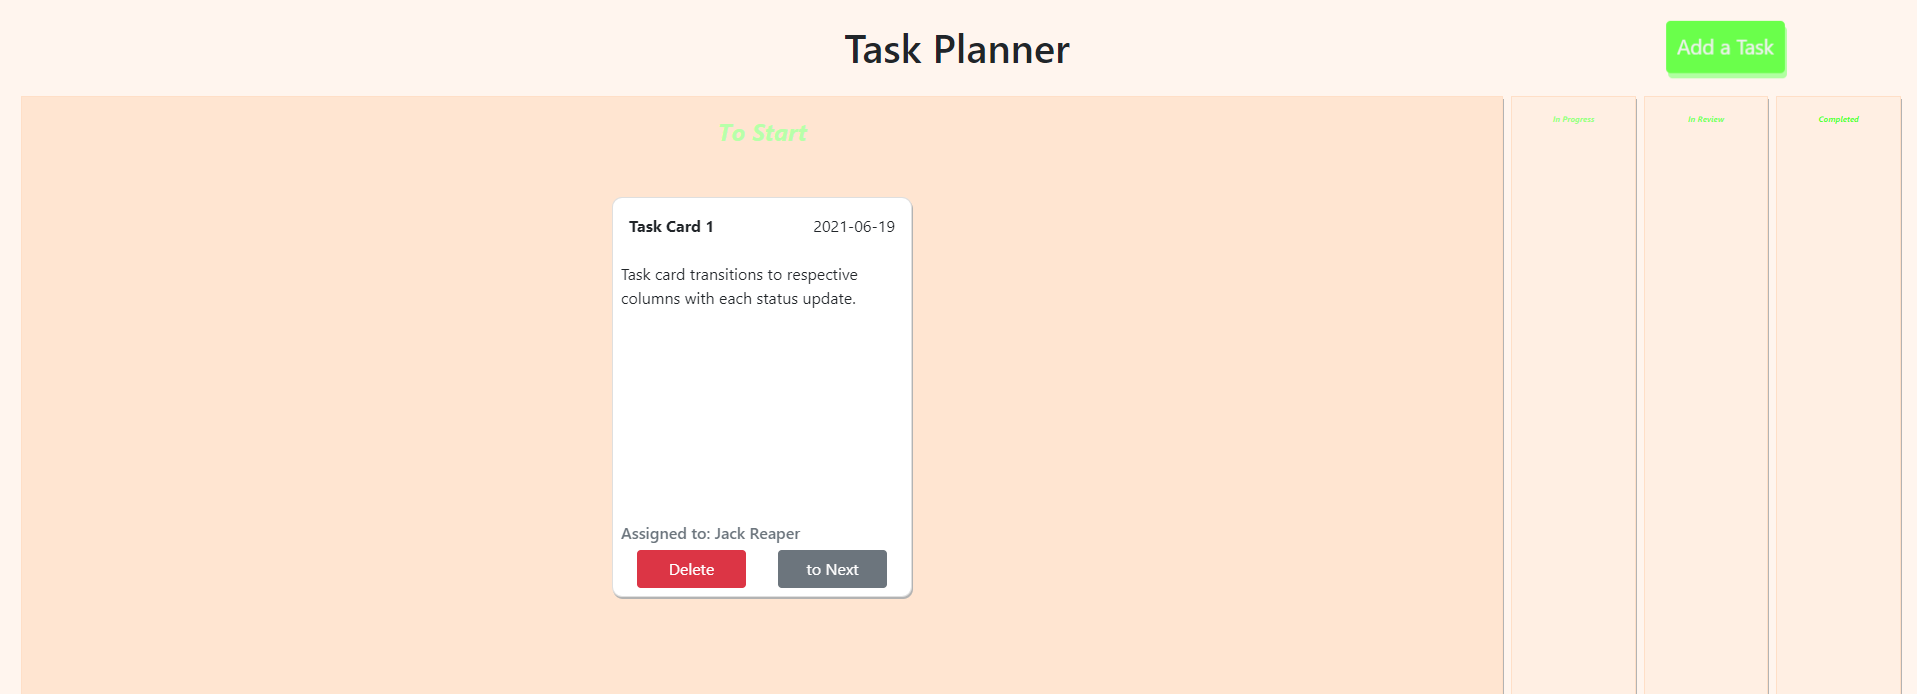 Task Planner
Add a Task
To Start
In Progress
In Review
Completed
Task Card 1
2021-06-19
Task card transitions to respective
columns with each status update.
Assigned to: Jack Reaper
Delete
to Next